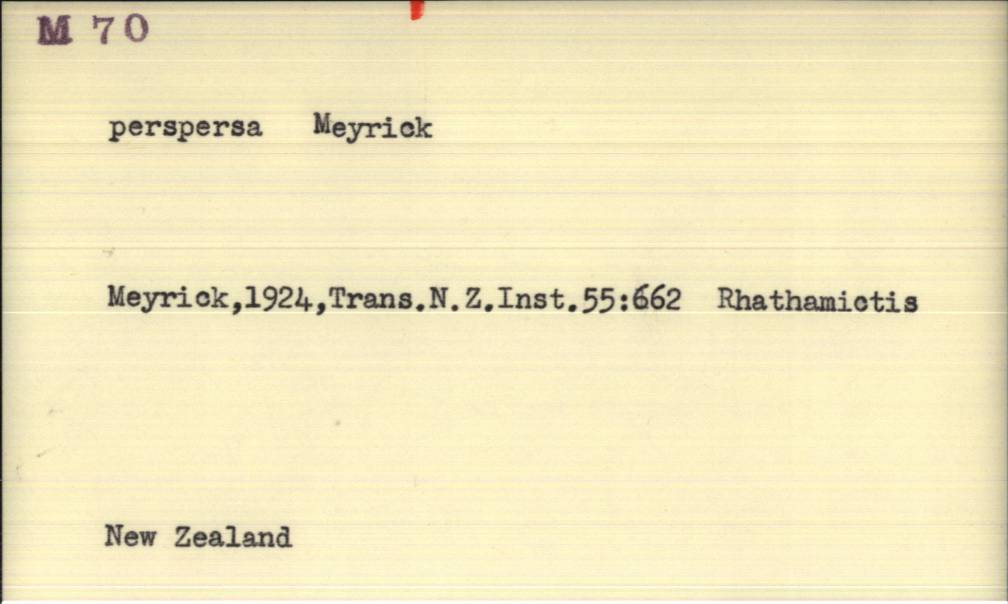 M 70
perspersa Meyrick
Meyrick,1924,Trans.N.Z.Inst.55:662 Rhathamictis
New Zealand